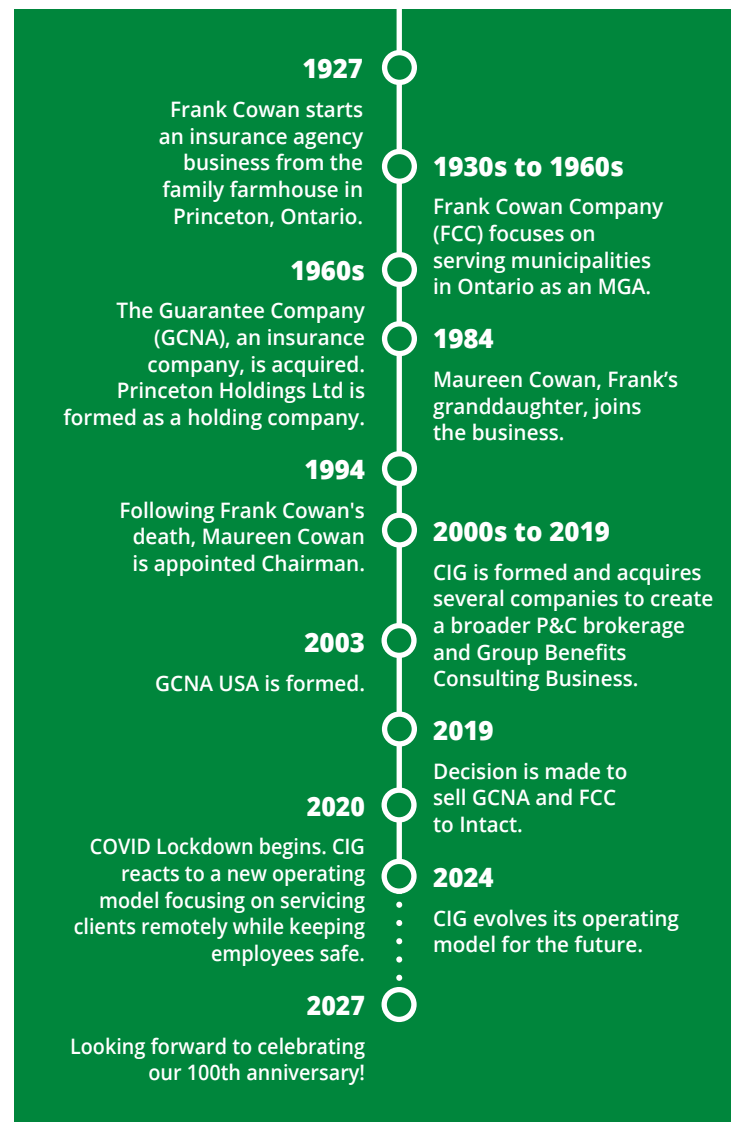 1927
Frank Cowan starts
an insurance agency
business from the
family farmhouse in
Princeton, Ontario.
1930s to 1960s
Frank Cowan Company
(FCC) focuses on
serving municipalities
in Ontario as an MGA.
1960s
The Guarantee Company
(GCNA), an insurance
company, is acquired.
Princeton Holdings Ltd is
formed as a holding company.
1984
Maureen Cowan, Frank’s
granddaughter, joins
the business.
1994
Following Frank Cowan's
death, Maureen Cowan
is appointed Chairman.
2000s to 2019
CIG is formed and acquires
several companies to create
a broader P&C brokerage
and Group Benefits
Consulting Business.
2003
GCNA USA is formed.
2019
Decision is made to
sell GCNA and FCC
to Intact.
2020
COVID Lockdown begins. CIG
reacts to a new operating
model focusing on servicing
clients remotely while keeping
employees safe.
2024
CIG evolves its operating
model for the future.
2027
Looking forward to celebrating
our 100th anniversary!